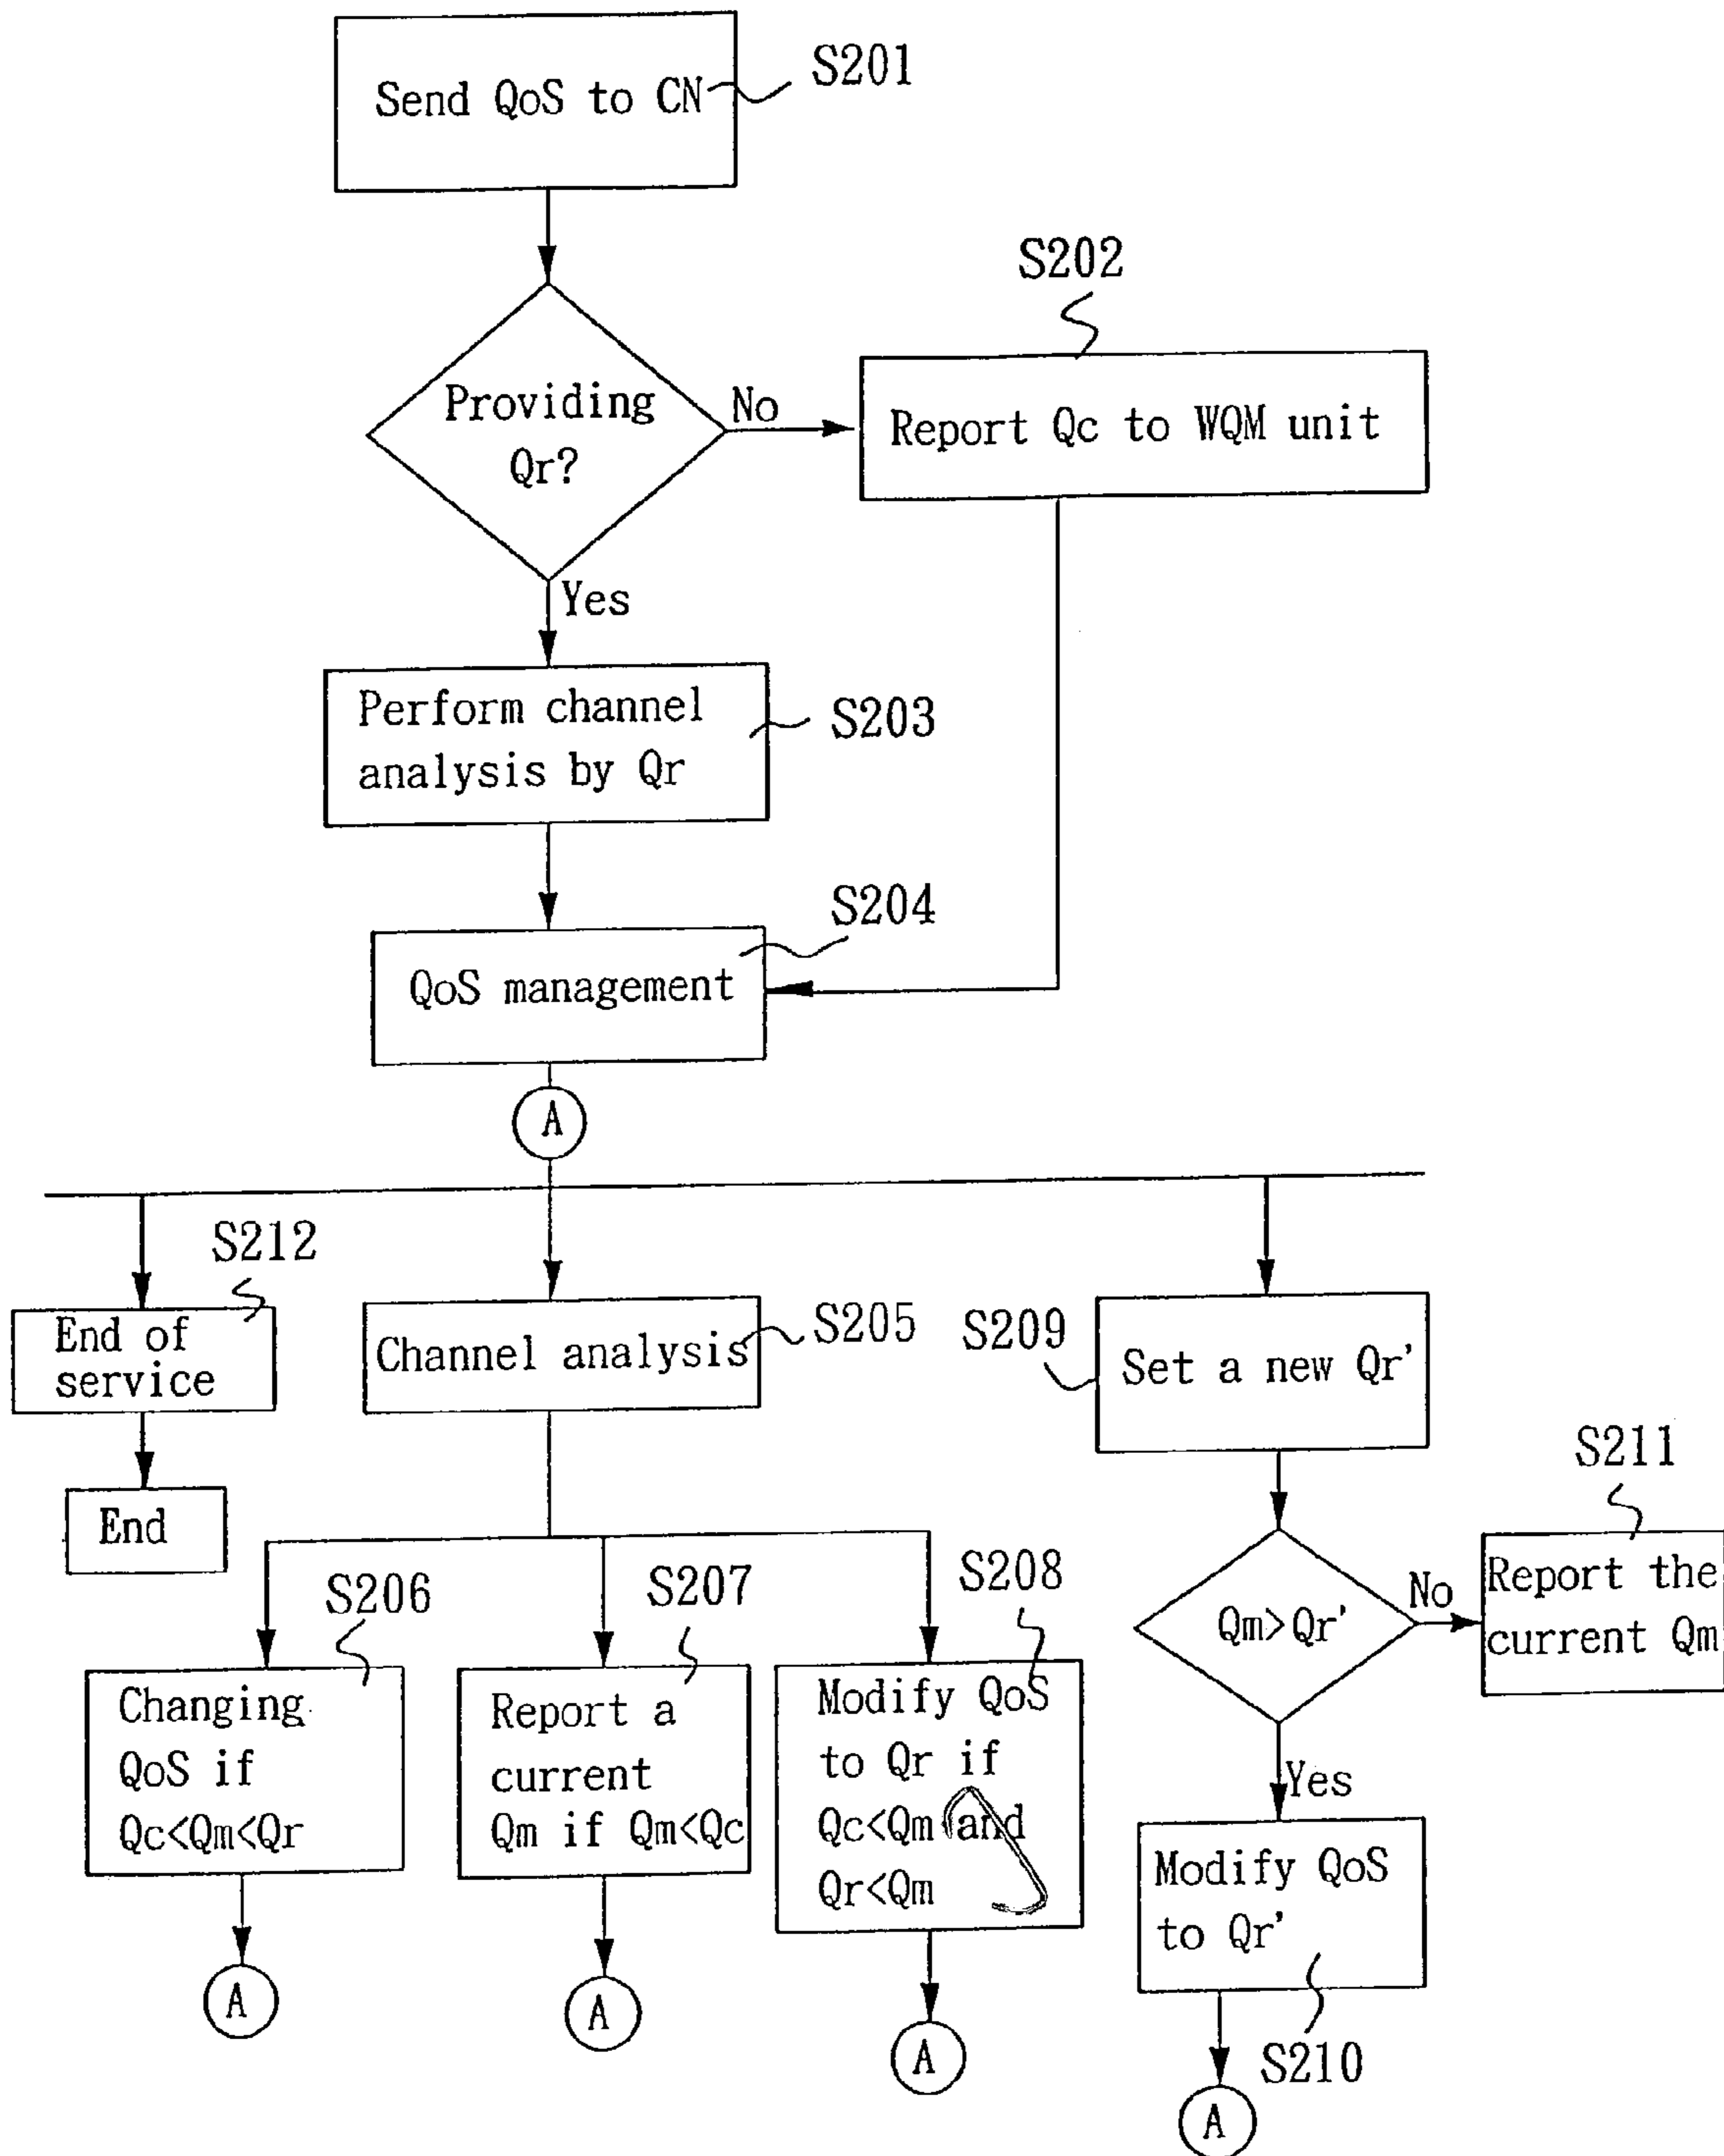 Send QoS to CN
S201
S202
Providing
Qr?
No
Report Qc to WQM unit
Yes
Perform channel
analysis by Qr
S203
S204
QoS management
A
S212
End of
service
End
Channel analysis
S205
S209
Set a new Qr'
S211
Qm>Qr'
No
Report the
current Qm
Yes
S206
Changing
QoS if
Qc<Qm<Qr
A
S207
Report a
current
Qm if Qm<Qc
A
S208
Modify QoS
to Qr if
Qc<Qm and
Qr<Qm
A
Modify QoS
to Qr'
S210
A